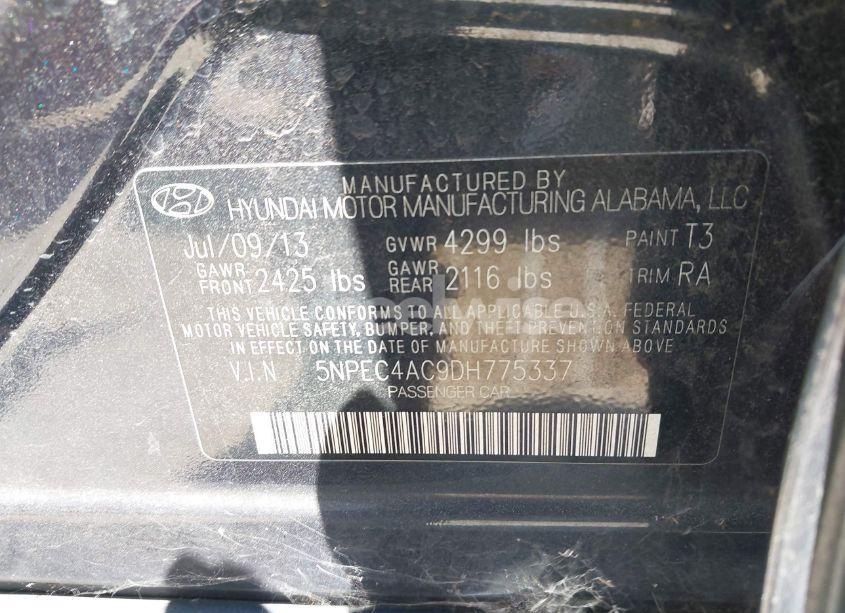 MANUFACTURED BY
HYUNDAI MOTOR MANUFACTURING ALABAMA, LLC
Jul/09/13 GVWR 4299 lbs PAINT T3
GAWR FRONT 2425 lbs GAWR REAR 2116 lbs TRIM RA
THIS VEHICLE CONFORMS TO ALL APPLICABLE U.S.A. FEDERAL
MOTOR VEHICLE SAFETY, BUMPER, AND THEFT PREVENTION STANDARDS
IN EFFECT ON THE DATE OF MANUFACTURE SHOWN ABOVE
V.I.N 5NPEC4AC9DH775337
PASSENGER CAR